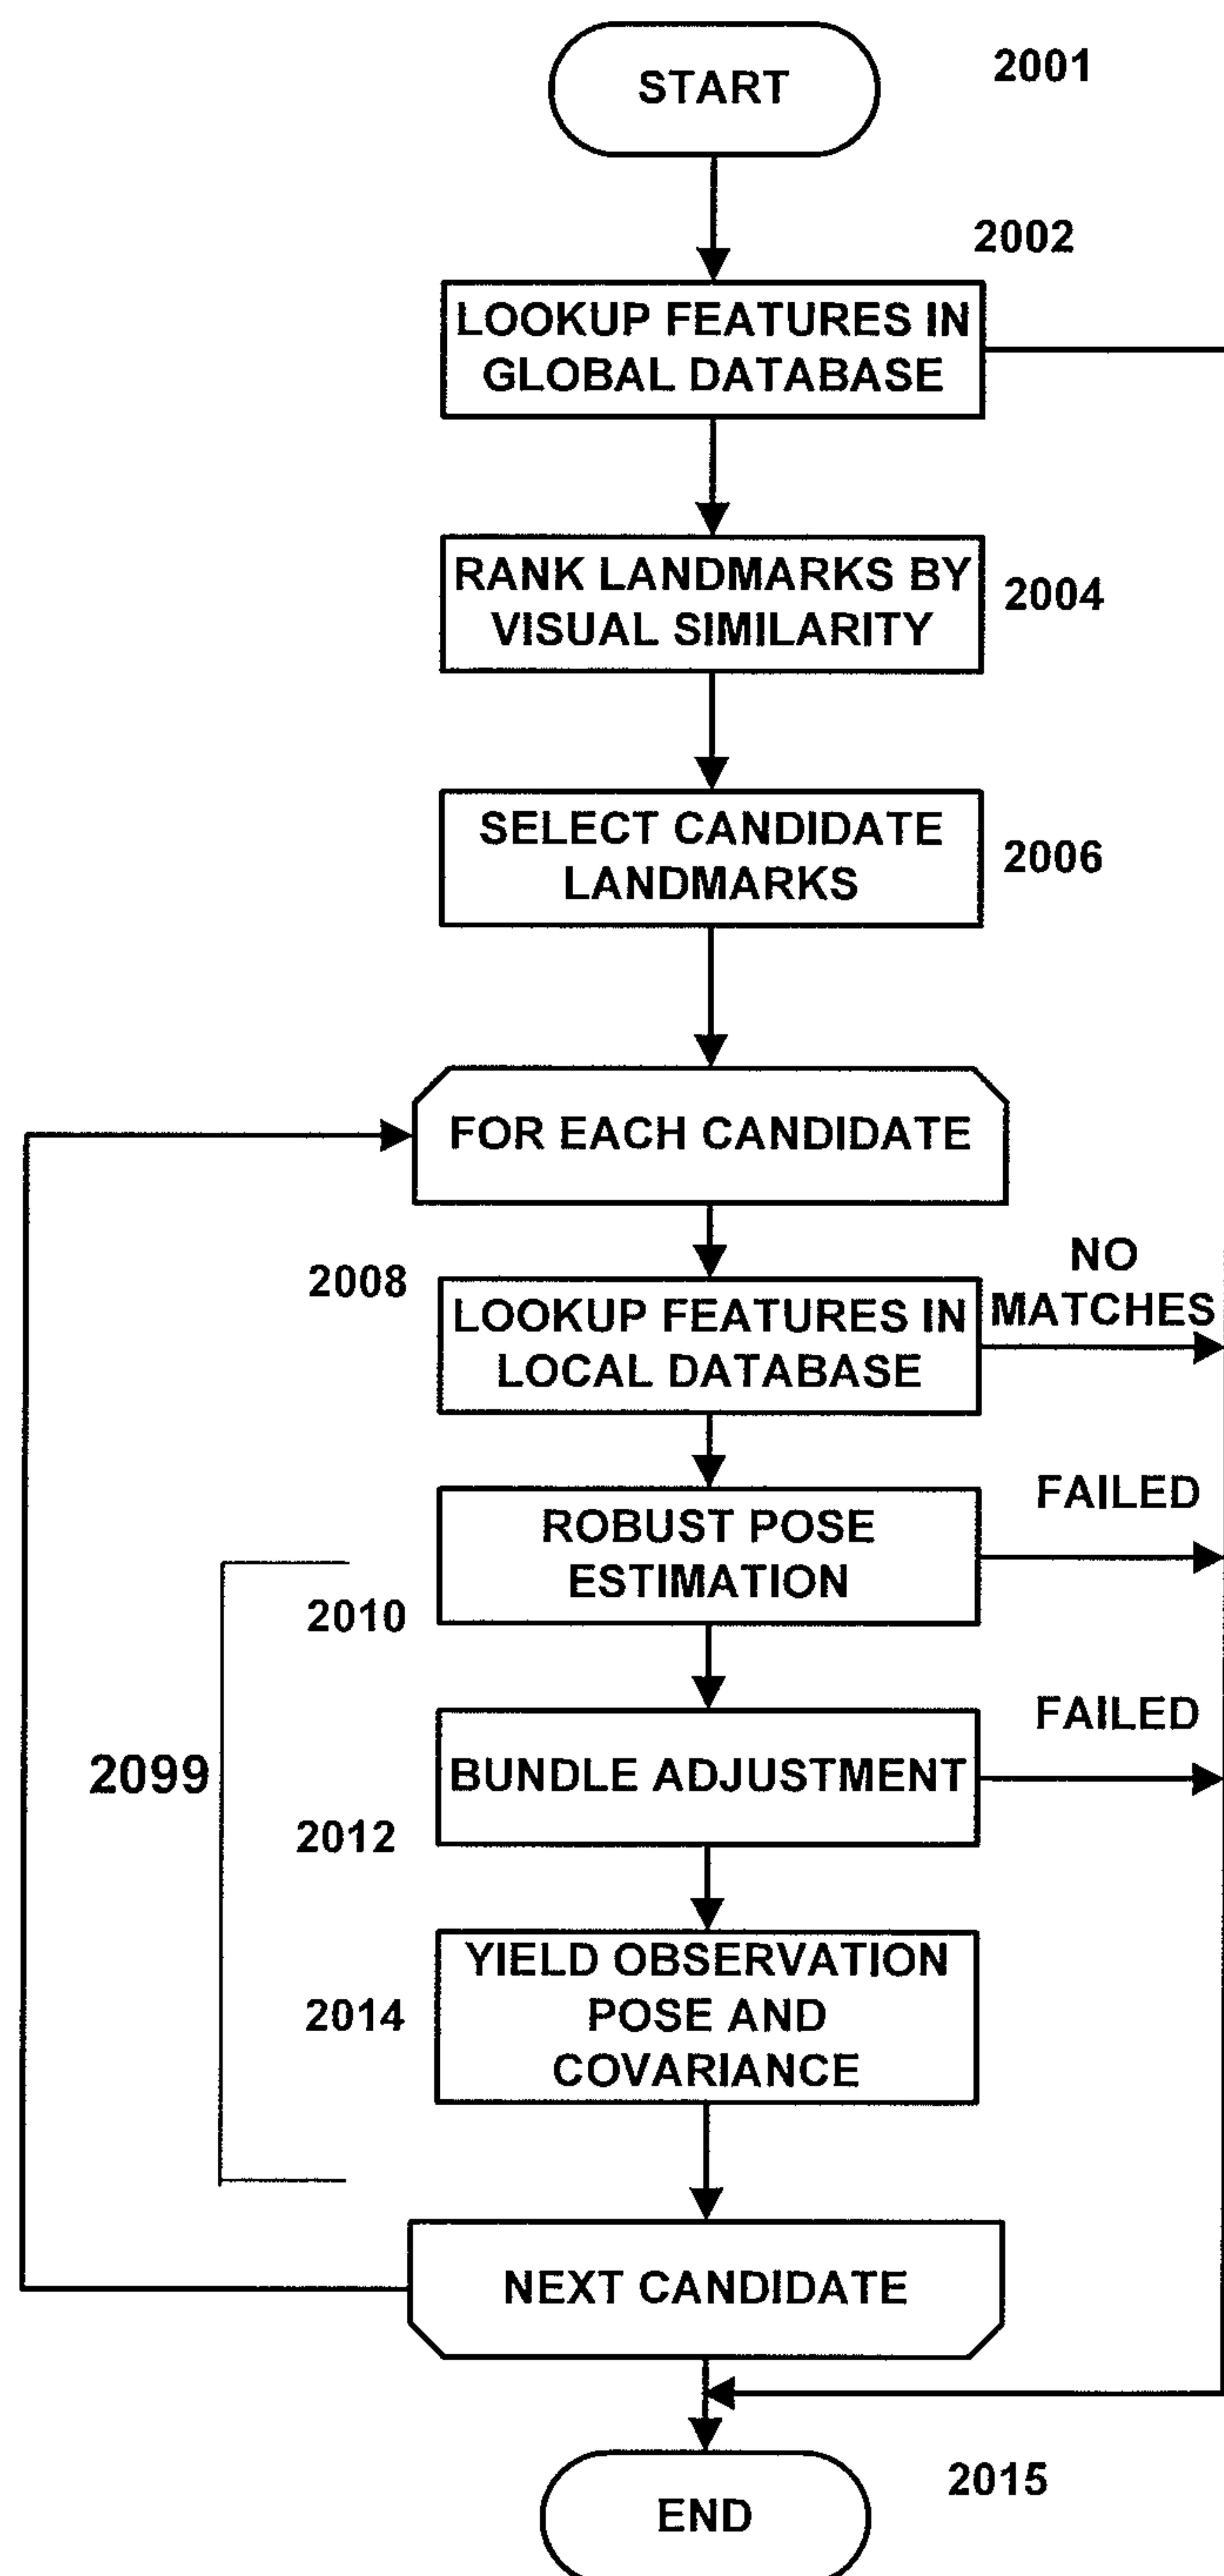 START
2001
2002
LOOKUP FEATURES IN
GLOBAL DATABASE
RANK LANDMARKS BY
VISUAL SIMILARITY
2004
SELECT CANDIDATE
LANDMARKS
2006
FOR EACH CANDIDATE
2008
LOOKUP FEATURES IN
LOCAL DATABASE
NO
MATCHES
ROBUST POSE
ESTIMATION
FAILED
2010
BUNDLE ADJUSTMENT
FAILED
2099
2012
YIELD OBSERVATION
POSE AND
COVARIANCE
2014
NEXT CANDIDATE
2015
END